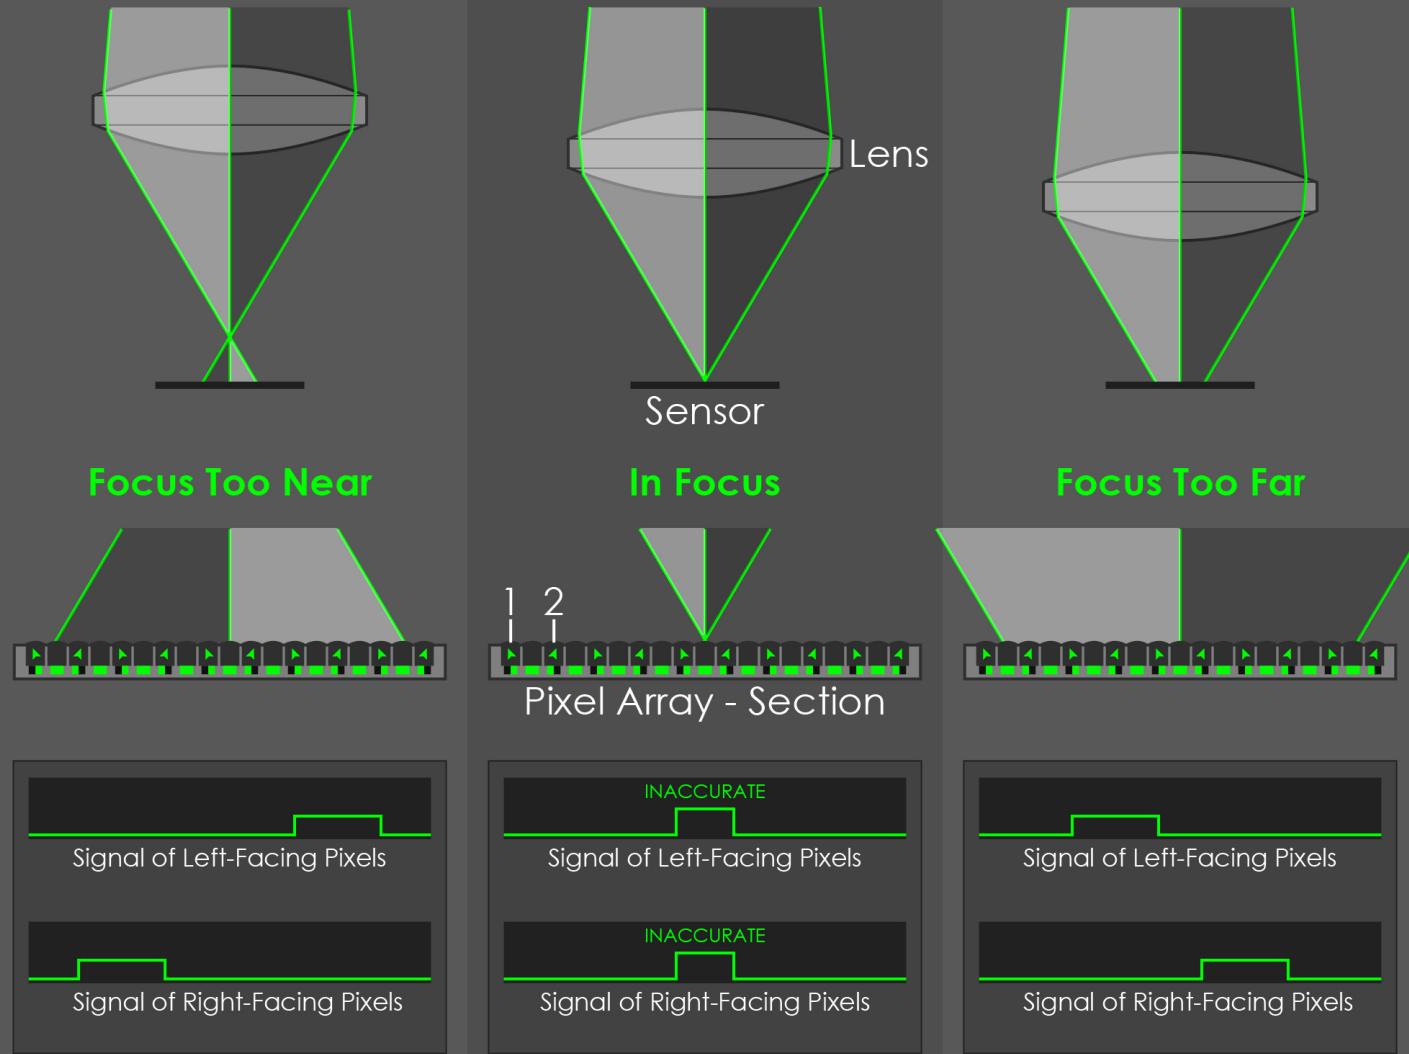 Lens
Sensor
Focus Too Near
In Focus
Focus Too Far
1 2
Pixel Array - Section
INACCURATE
Signal of Left-Facing Pixels
Signal of Left-Facing Pixels
Signal of Left-Facing Pixels
INACCURATE
Signal of Right-Facing Pixels
Signal of Right-Facing Pixels
Signal of Right-Facing Pixels